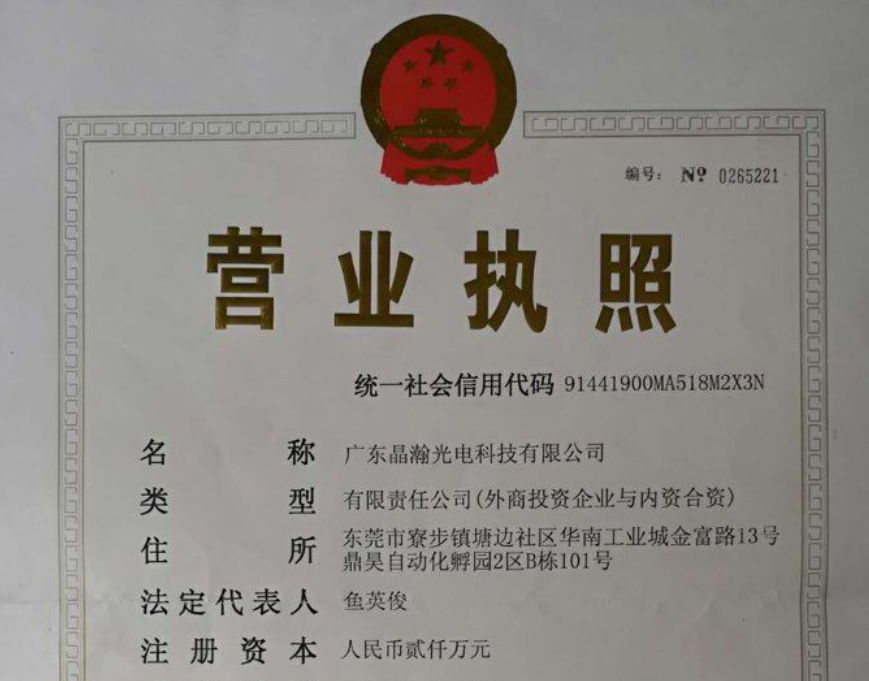 编号: № 0265221
营业执照
统一社会信用代码 91441900MA518M2X3N
名称 广东晶瀚光电科技有限公司
类型 有限责任公司(外商投资企业与内资合资)
住所 东莞市寮步镇塘边社区华南工业城金富路13号
鼎昊自动化孵园2区B栋101号
法定代表人 鱼英俊
注册资本 人民币贰仟万元